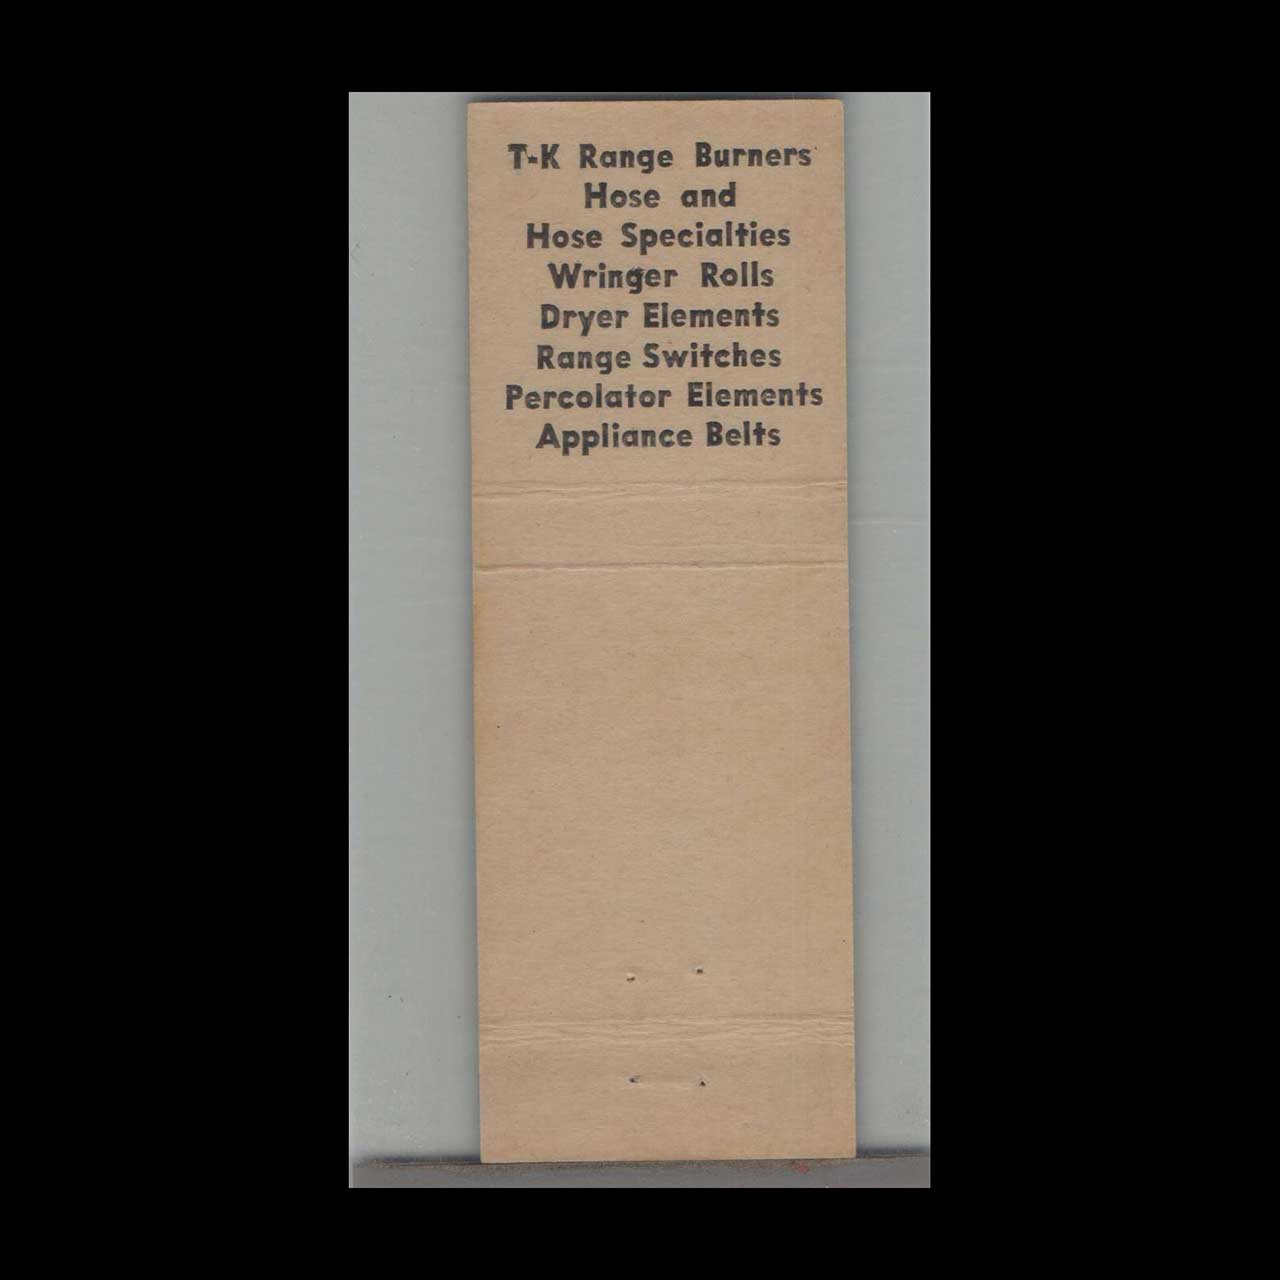 T-K Range Burners
Hose and
Hose Specialties
Wringer Rolls
Dryer Elements
Range Switches
Percolator Elements
Appliance Belts